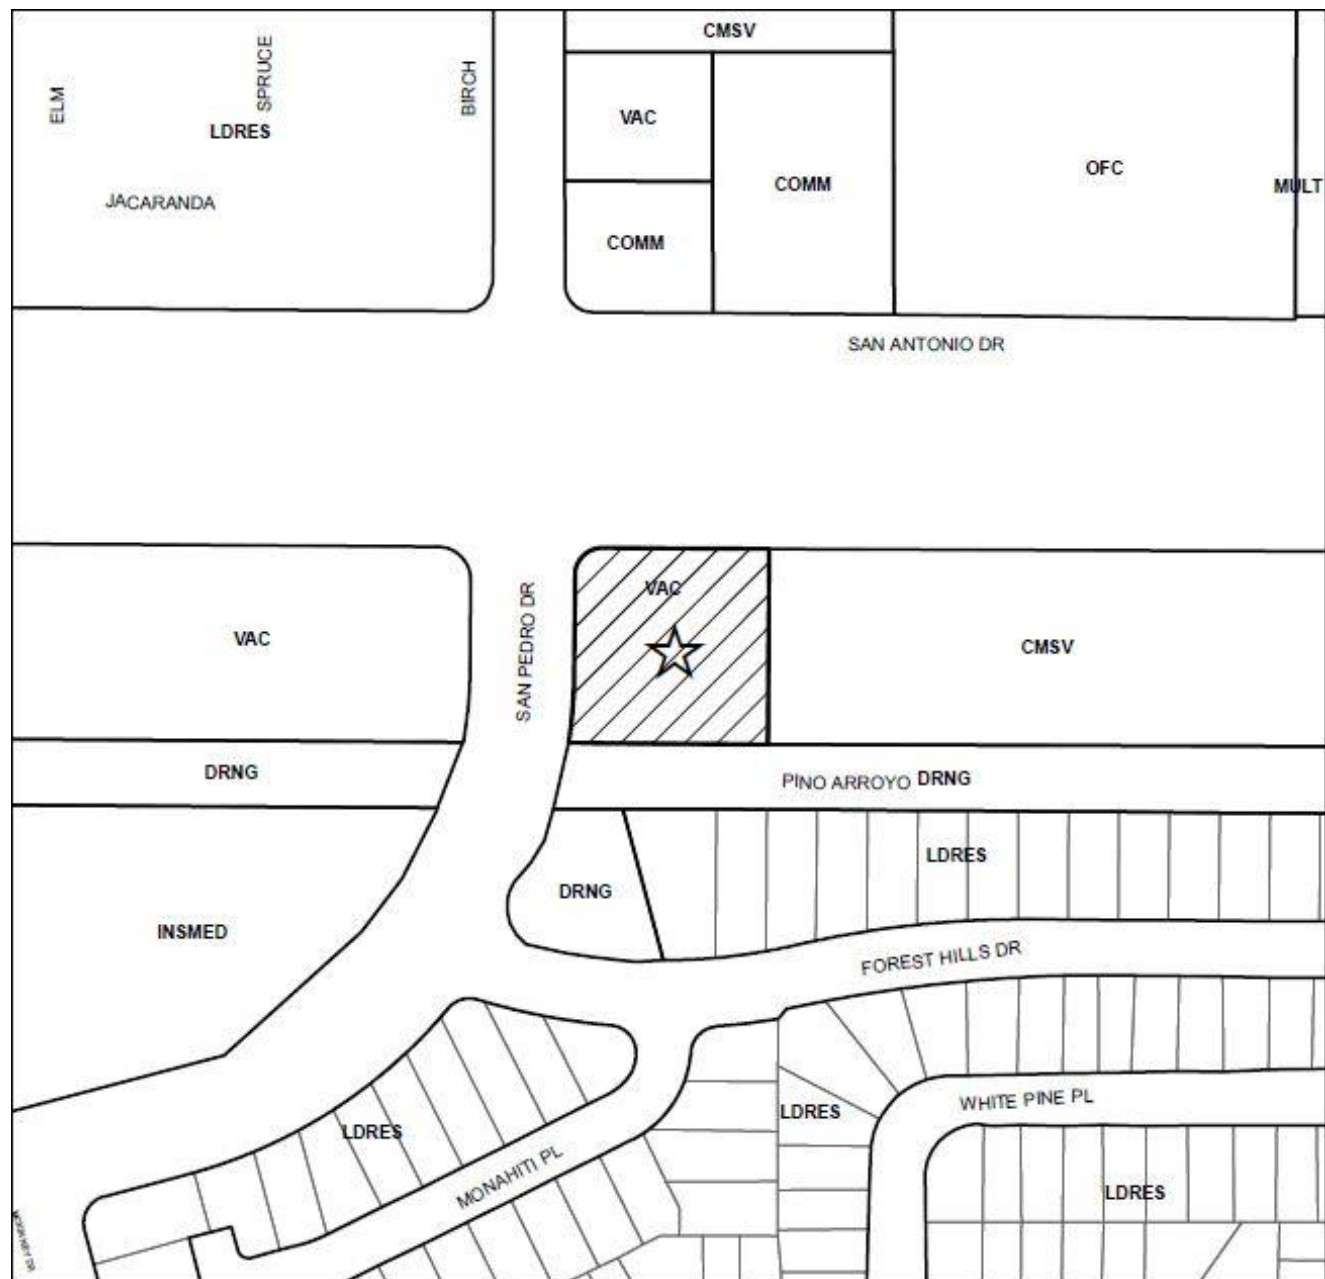 CMSV
SPRUCE
BIRCH
ELM
VAC
LDRES
OFC
COMM
MULT
JACARANDA
COMM
SAN ANTONIO DR
VAC
SAN PEDRO DR
VAC
CMSV
DRNG
PINO ARROYO DRNG
LDRES
DRNG
INSMED
FOREST HILLS DR
WHITE PINE PL
LDRES
LDRES
MONAHITI PL
LDRES